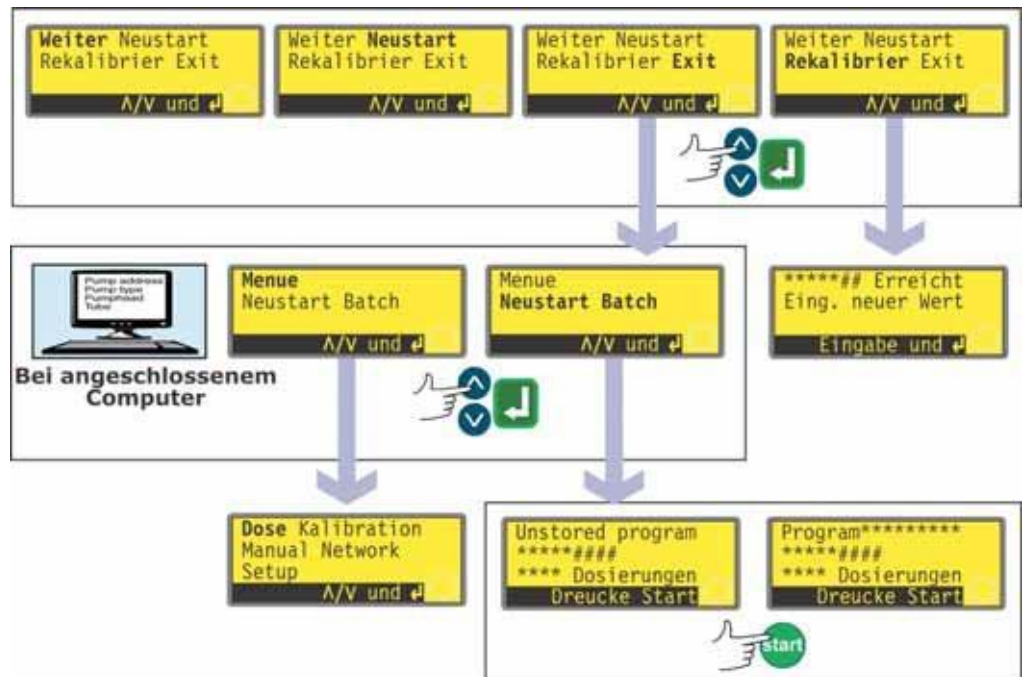 Weiter Neustart
Rekalibrier Exit
∧/∨ und ↵
Weiter Neustart
Rekalibrier Exit
∧/∨ und ↵
Weiter Neustart
Rekalibrier Exit
∧/∨ und ↵
Weiter Neustart
Rekalibrier Exit
∧/∨ und ↵
Pump address
Pump type
Pumphead
Tube
Bei angeschlossenem
Computer
Menue
Neustart Batch
∧/∨ und ↵
Menue
Neustart Batch
∧/∨ und ↵
*****## Erreicht
Eing. neuer Wert
Eingabe und ↵
Dose Kalibration
Manual Network
Setup
∧/∨ und ↵
Unstored program
*****####
**** Dosierungen
Dreucke Start
Program*********
*****####
**** Dosierungen
Dreucke Start
start